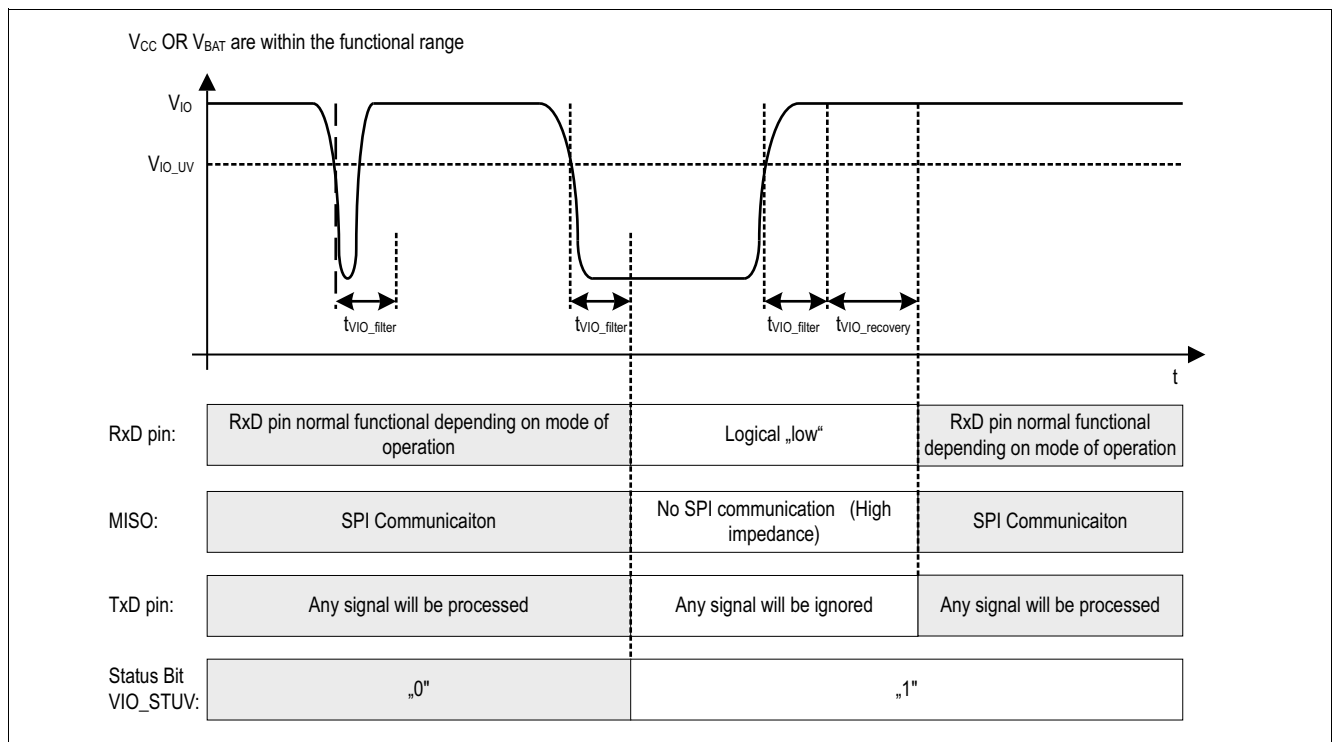 VCC OR VBAT are within the functional range
VIO
VIO_UV
tVIO_filter
tVIO_filter
tVIO_filter
tVIO_recovery
t
RxD pin:
RxD pin normal functional depending on mode of
operation
Logical „low“
RxD pin normal functional
depending on mode of operation
MISO:
SPI Communicaiton
No SPI communication (High
impedance)
SPI Communicaiton
TxD pin:
Any signal will be processed
Any signal will be ignored
Any signal will be processed
Status Bit
VIO_STUV:
„0"
„1"